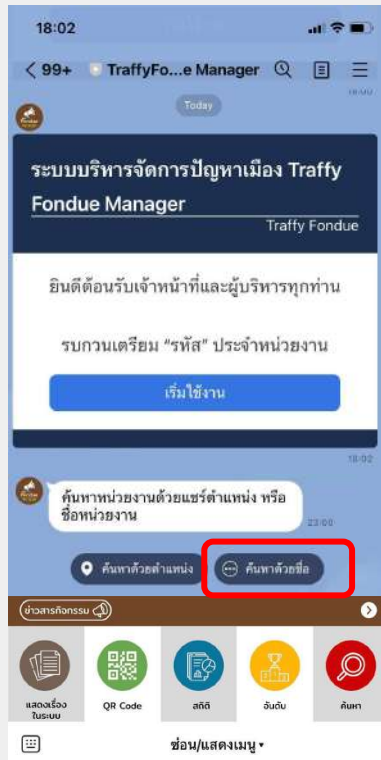 18:02
99+ TraffyFo...e Manager
Today
ระบบบริหารจัดการปัญหาเมือง Traffy
Fondue Manager
Traffy Fondue
ยินดีต้อนรับเจ้าหน้าที่และผู้บริหารทุกท่าน
รบกวนเตรียม “รหัส” ประจำหน่วยงาน
เริ่มใช้งาน
18:02
ค้นหาหน่วยงานด้วยแชร์ตำแหน่ง หรือ
ชื่อหน่วยงาน
23:00
ค้นหาด้วยตำแหน่ง
ค้นหาด้วยชื่อ
ข่าวสารกิจกรรม
แสดงเรื่อง
ในระบบ
QR Code
สถิติ
อันดับ
ค้นหา
ซ่อน/แสดงเมนู